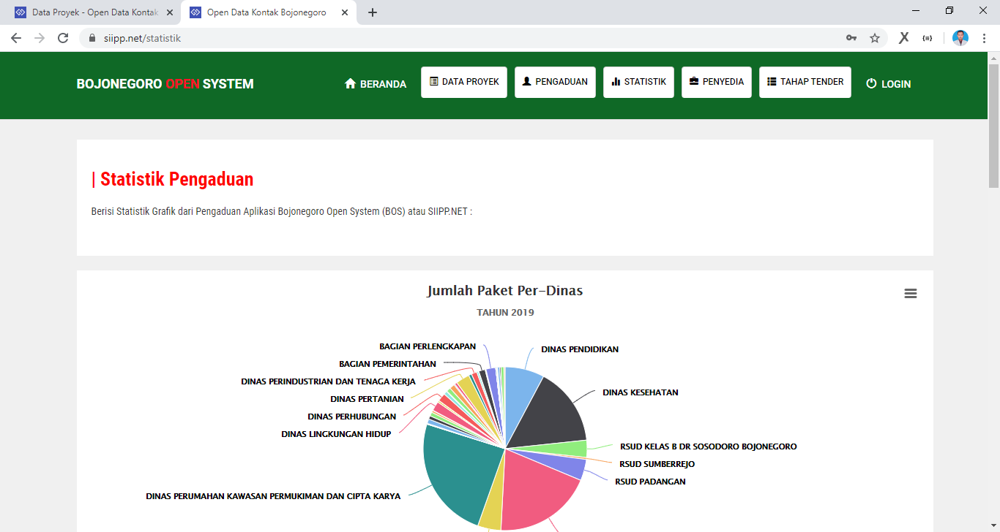 Data Proyek - Open Data Kontak
Open Data Kontak Bojonegoro
siipp.net/statistik
BOJONEGORO OPEN SYSTEM
BERANDA
DATA PROYEK
PENGADUAN
STATISTIK
PENYEDIA
TAHAP TENDER
LOGIN
| Statistik Pengaduan
Berisi Statistik Grafik dari Pengaduan Aplikasi Bojonegoro Open System (BOS) atau SIIPP.NET :
Jumlah Paket Per-Dinas
TAHUN 2019
BAGIAN PERLENGKAPAN
DINAS PENDIDIKAN
BAGIAN PEMERINTAHAN
DINAS PERINDUSTRIAN DAN TENAGA KERJA
DINAS KESEHATAN
DINAS PERTANIAN
DINAS PERHUBUNGAN
DINAS LINGKUNGAN HIDUP
RSUD KELAS B DR SOSODORO BOJONEGORO
RSUD SUMBERREJO
RSUD PADANGAN
DINAS PERUMAHAN KAWASAN PERMUKIMAN DAN CIPTA KARYA